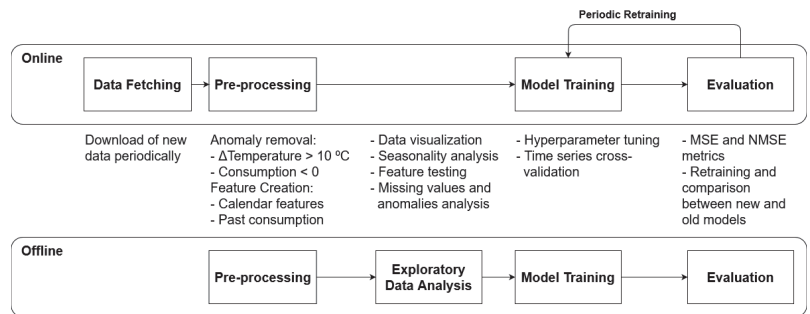 Periodic Retraining
Online
Data Fetching
Pre-processing
Model Training
Evaluation
Download of new
data periodically
Anomaly removal:
- ΔTemperature > 10 ºC
- Consumption < 0
Feature Creation:
- Calendar features
- Past consumption
- Data visualization
- Seasonality analysis
- Feature testing
- Missing values and
anomalies analysis
- Hyperparameter tuning
- Time series cross-
validation
- MSE and NMSE
metrics
- Retraining and
comparison
between new and
old models
Offline
Pre-processing
Exploratory
Data Analysis
Model Training
Evaluation